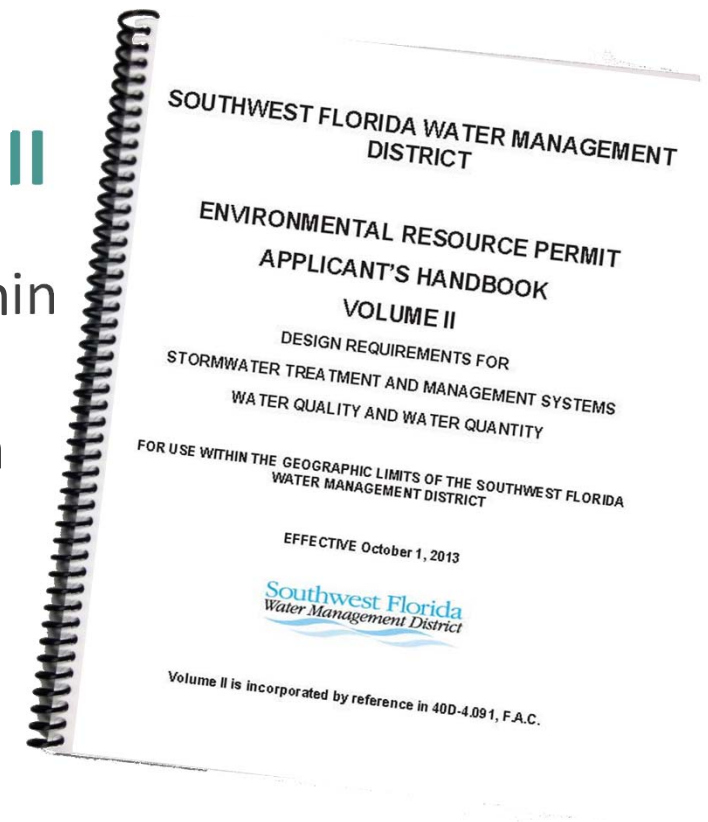 II
SOUTHWEST FLORIDA WATER MANAGEMENT
DISTRICT
ENVIRONMENTAL RESOURCE PERMIT
APPLICANT'S HANDBOOK
VOLUME II
DESIGN REQUIREMENTS FOR
STORMWATER TREATMENT AND MANAGEMENT SYSTEMS
WATER QUALITY AND WATER QUANTITY
FOR USE WITHIN THE GEOGRAPHIC LIMITS OF THE SOUTHWEST FLORIDA
WATER MANAGEMENT DISTRICT
EFFECTIVE October 1, 2013
Southwest Florida
Water Management District
Volume II is incorporated by reference in 40D-4.091, F.A.C.